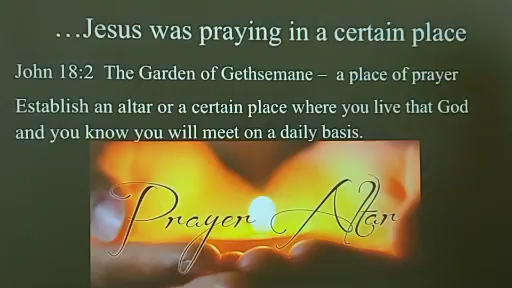 …Jesus was praying in a certain place
John 18:2 The Garden of Gethsemane – a place of prayer
Establish an altar or a certain place where you live that God
and you know you will meet on a daily basis.
Prayer Altar